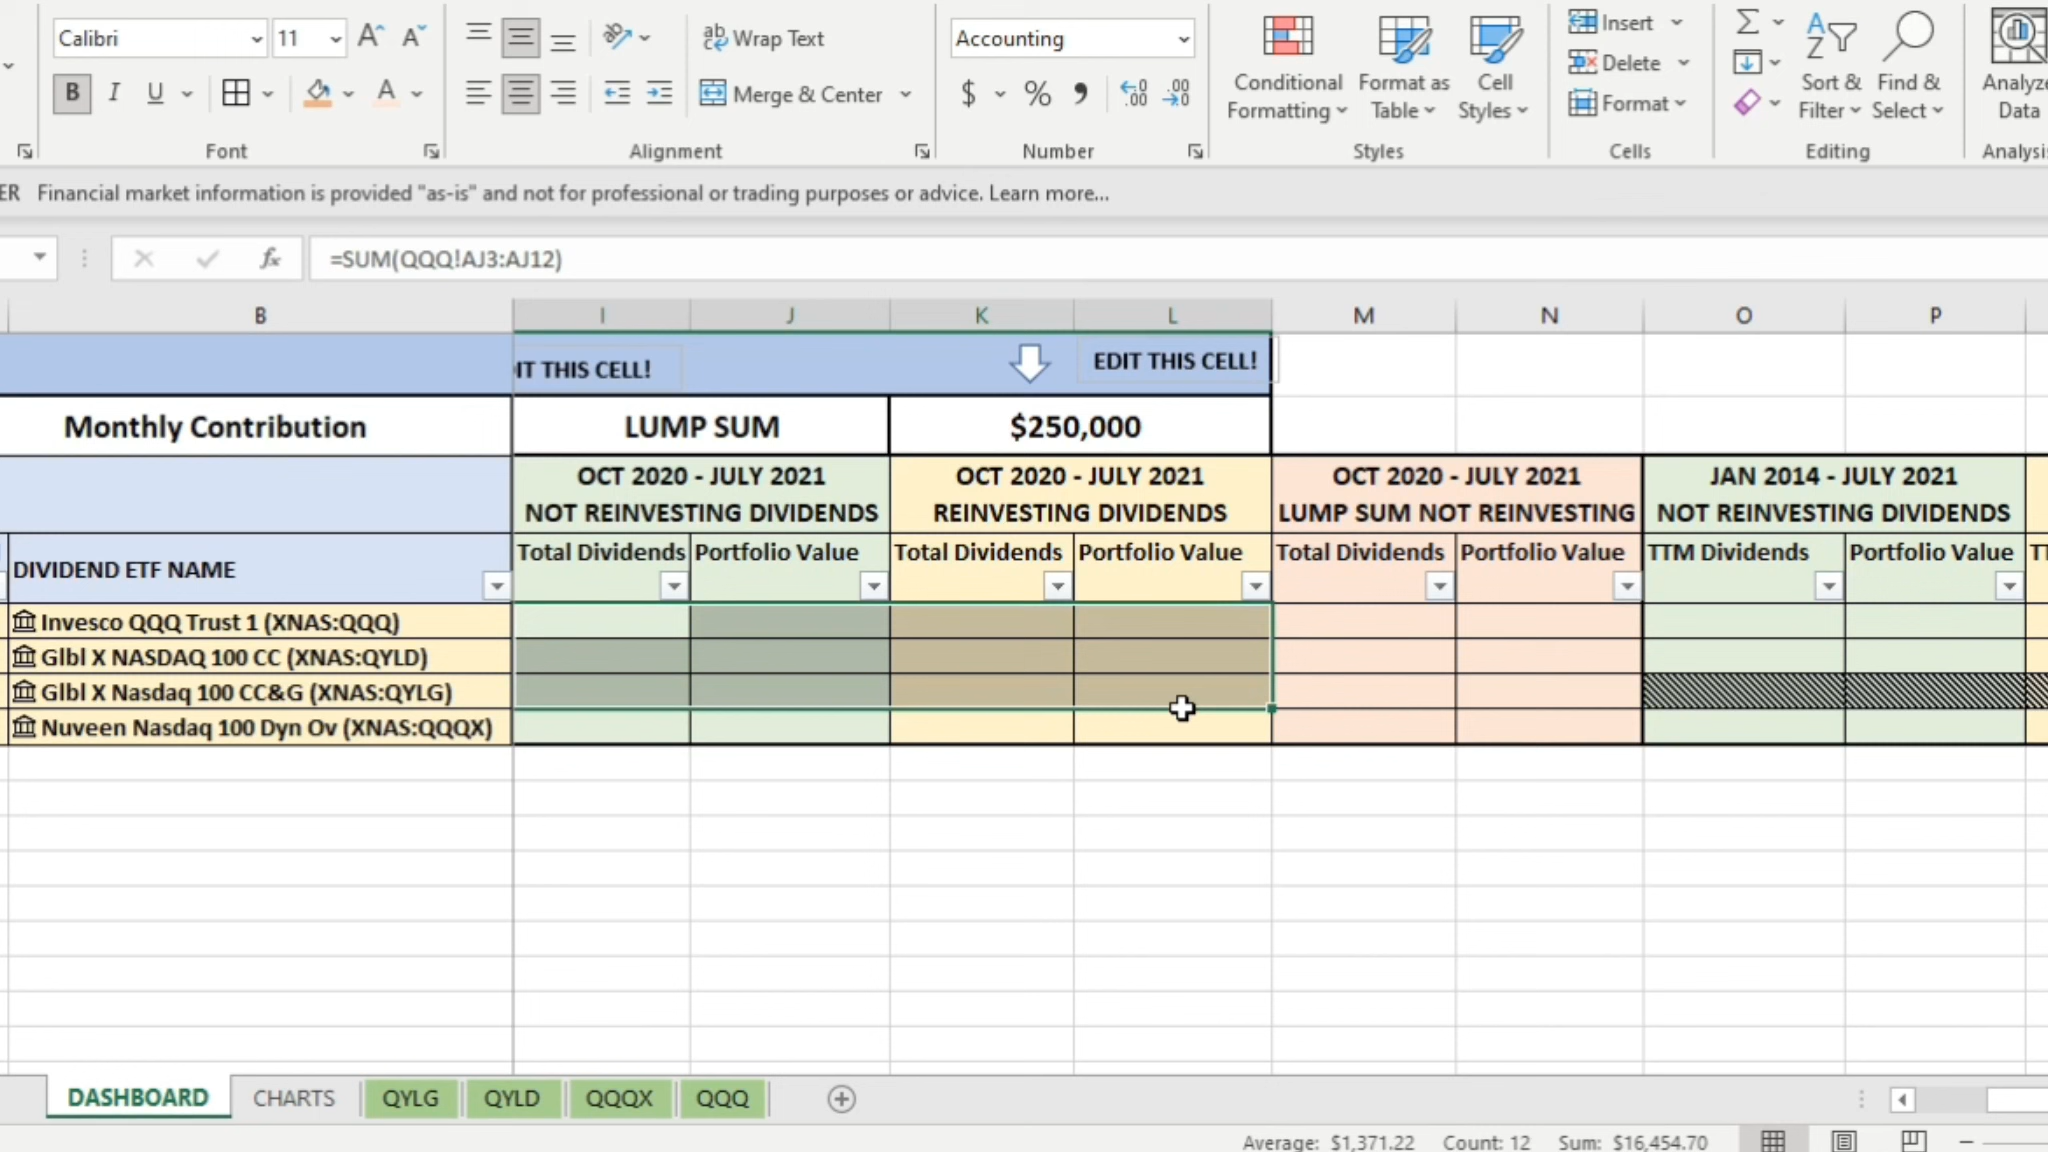 Calibri 11 Wrap Text Accounting Insert
Conditional Format as Cell Delete Sort & Find & Analyze
Merge & Center $ % Formatting Table Styles Format Filter Select Data
Font Alignment Number Styles Cells Editing Analysis
ER Financial market information is provided "as-is" and not for professional or trading purposes or advice. Learn more...
fx =SUM(QQQ!AJ3:AJ12)
B I J K L M N O P
IT THIS CELL! EDIT THIS CELL!
Monthly Contribution LUMP SUM $250,000
OCT 2020 - JULY 2021 OCT 2020 - JULY 2021 OCT 2020 - JULY 2021 JAN 2014 - JULY 2021
NOT REINVESTING DIVIDENDS REINVESTING DIVIDENDS LUMP SUM NOT REINVESTING NOT REINVESTING DIVIDENDS
DIVIDEND ETF NAME Total Dividends Portfolio Value Total Dividends Portfolio Value Total Dividends Portfolio Value TTM Dividends Portfolio Value
Invesco QQQ Trust 1 (XNAS:QQQ)
Glbl X NASDAQ 100 CC (XNAS:QYLD)
Glbl X Nasdaq 100 CC&G (XNAS:QYLG)
Nuveen Nasdaq 100 Dyn Ov (XNAS:QQQX)
DASHBOARD CHARTS QYLG QYLD QQQX QQQ
Average: $1,371.22 Count: 12 Sum: $16,454.70